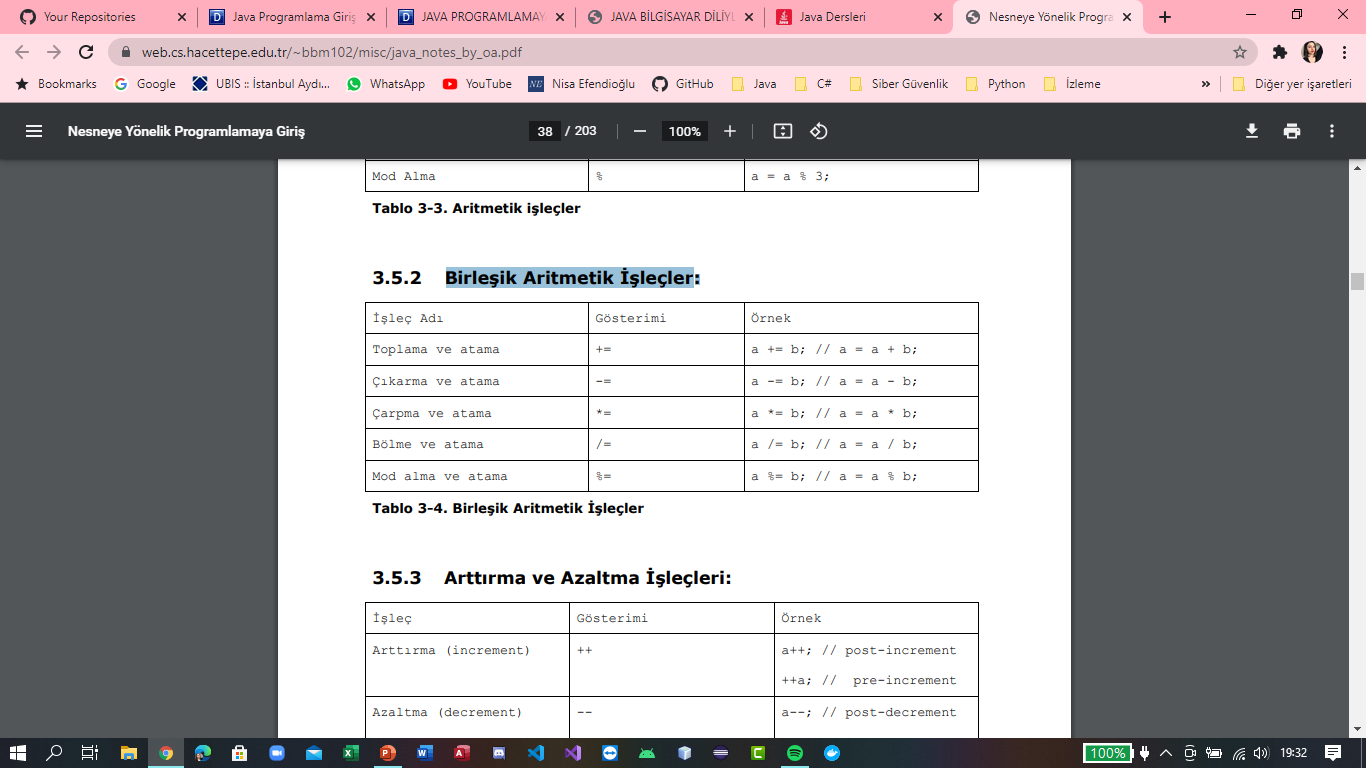 Your Repositories
Java Programlama Giriş
JAVA PROGRAMLAMAYA
JAVA BİLGİSAYAR DİLİYL
Java Dersleri
Nesneye Yönelik Progra
web.cs.hacettepe.edu.tr/~bbm102/misc/java_notes_by_oa.pdf
Bookmarks
Google
UBIS :: İstanbul Aydı...
WhatsApp
YouTube
NE Nisa Efendioğlu
GitHub
Java
C#
Siber Güvenlik
Python
İzleme
»
Diğer yer işaretleri
Nesneye Yönelik Programlamaya Giriş
38 / 203
100%
Mod Alma % a = a % 3;
Tablo 3-3. Aritmetik işleçler
3.5.2 Birleşik Aritmetik İşleçler:
İşleç Adı Gösterimi Örnek
Toplama ve atama += a += b; // a = a + b;
Çıkarma ve atama -= a -= b; // a = a - b;
Çarpma ve atama *= a *= b; // a = a * b;
Bölme ve atama /= a /= b; // a = a / b;
Mod alma ve atama %= a %= b; // a = a % b;
Tablo 3-4. Birleşik Aritmetik İşleçler
3.5.3 Arttırma ve Azaltma İşleçleri:
İşleç Gösterimi Örnek
Arttırma (increment) ++ a++; // post-increment
++a; // pre-increment
Azaltma (decrement) -- a--; // post-decrement
100%
19:32